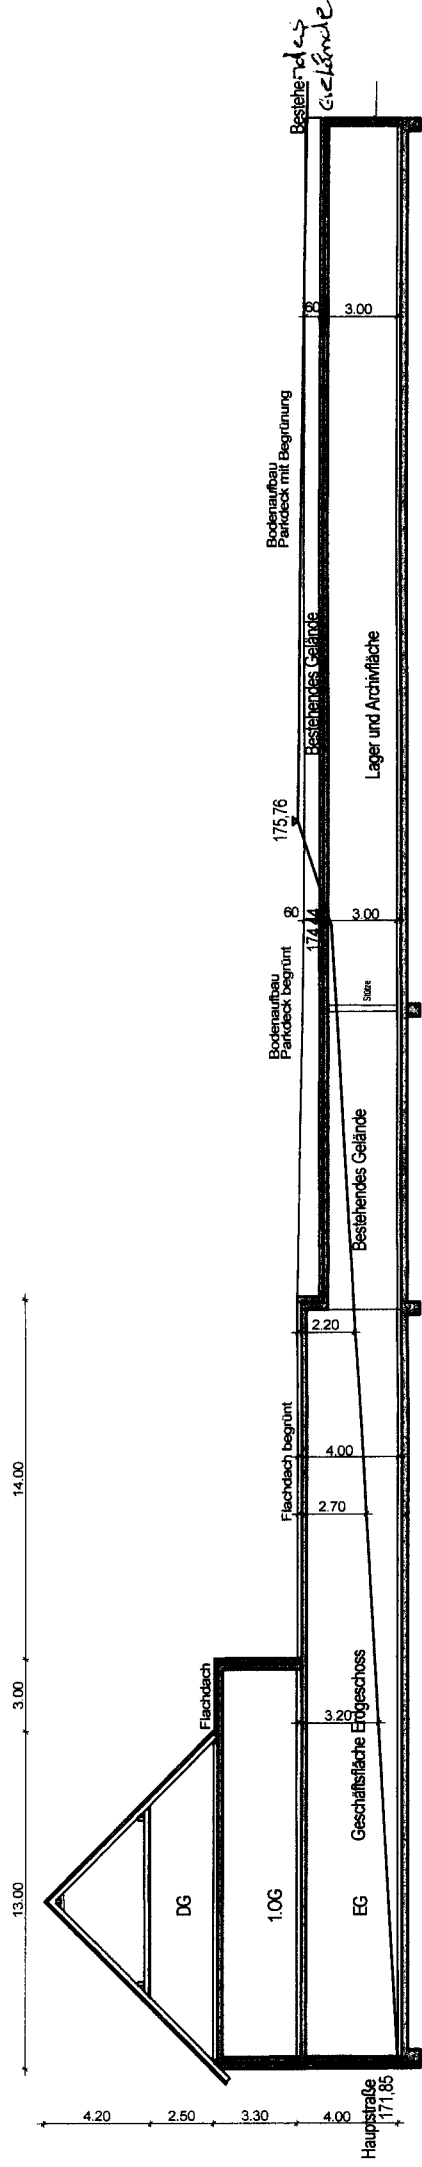 Bestehendes
Gelände
60
3.00
Bodenaufbau
Parkdeck mit Begrünung
Bestehendes Gelände
Lager und Archivfläche
175,76
60
174,44
3.00
Bodenaufbau
Parkdeck begrünt
Stütze
Bestehendes Gelände
2.20
14.00
Flachdach begrünt
4.00
2.70
3.00
Flachdach
3.20
Geschäftsfläche Erdgeschoss
13.00
DG
1.OG
EG
4.20
2.50
3.30
4.00
Hauptstraße
171,85